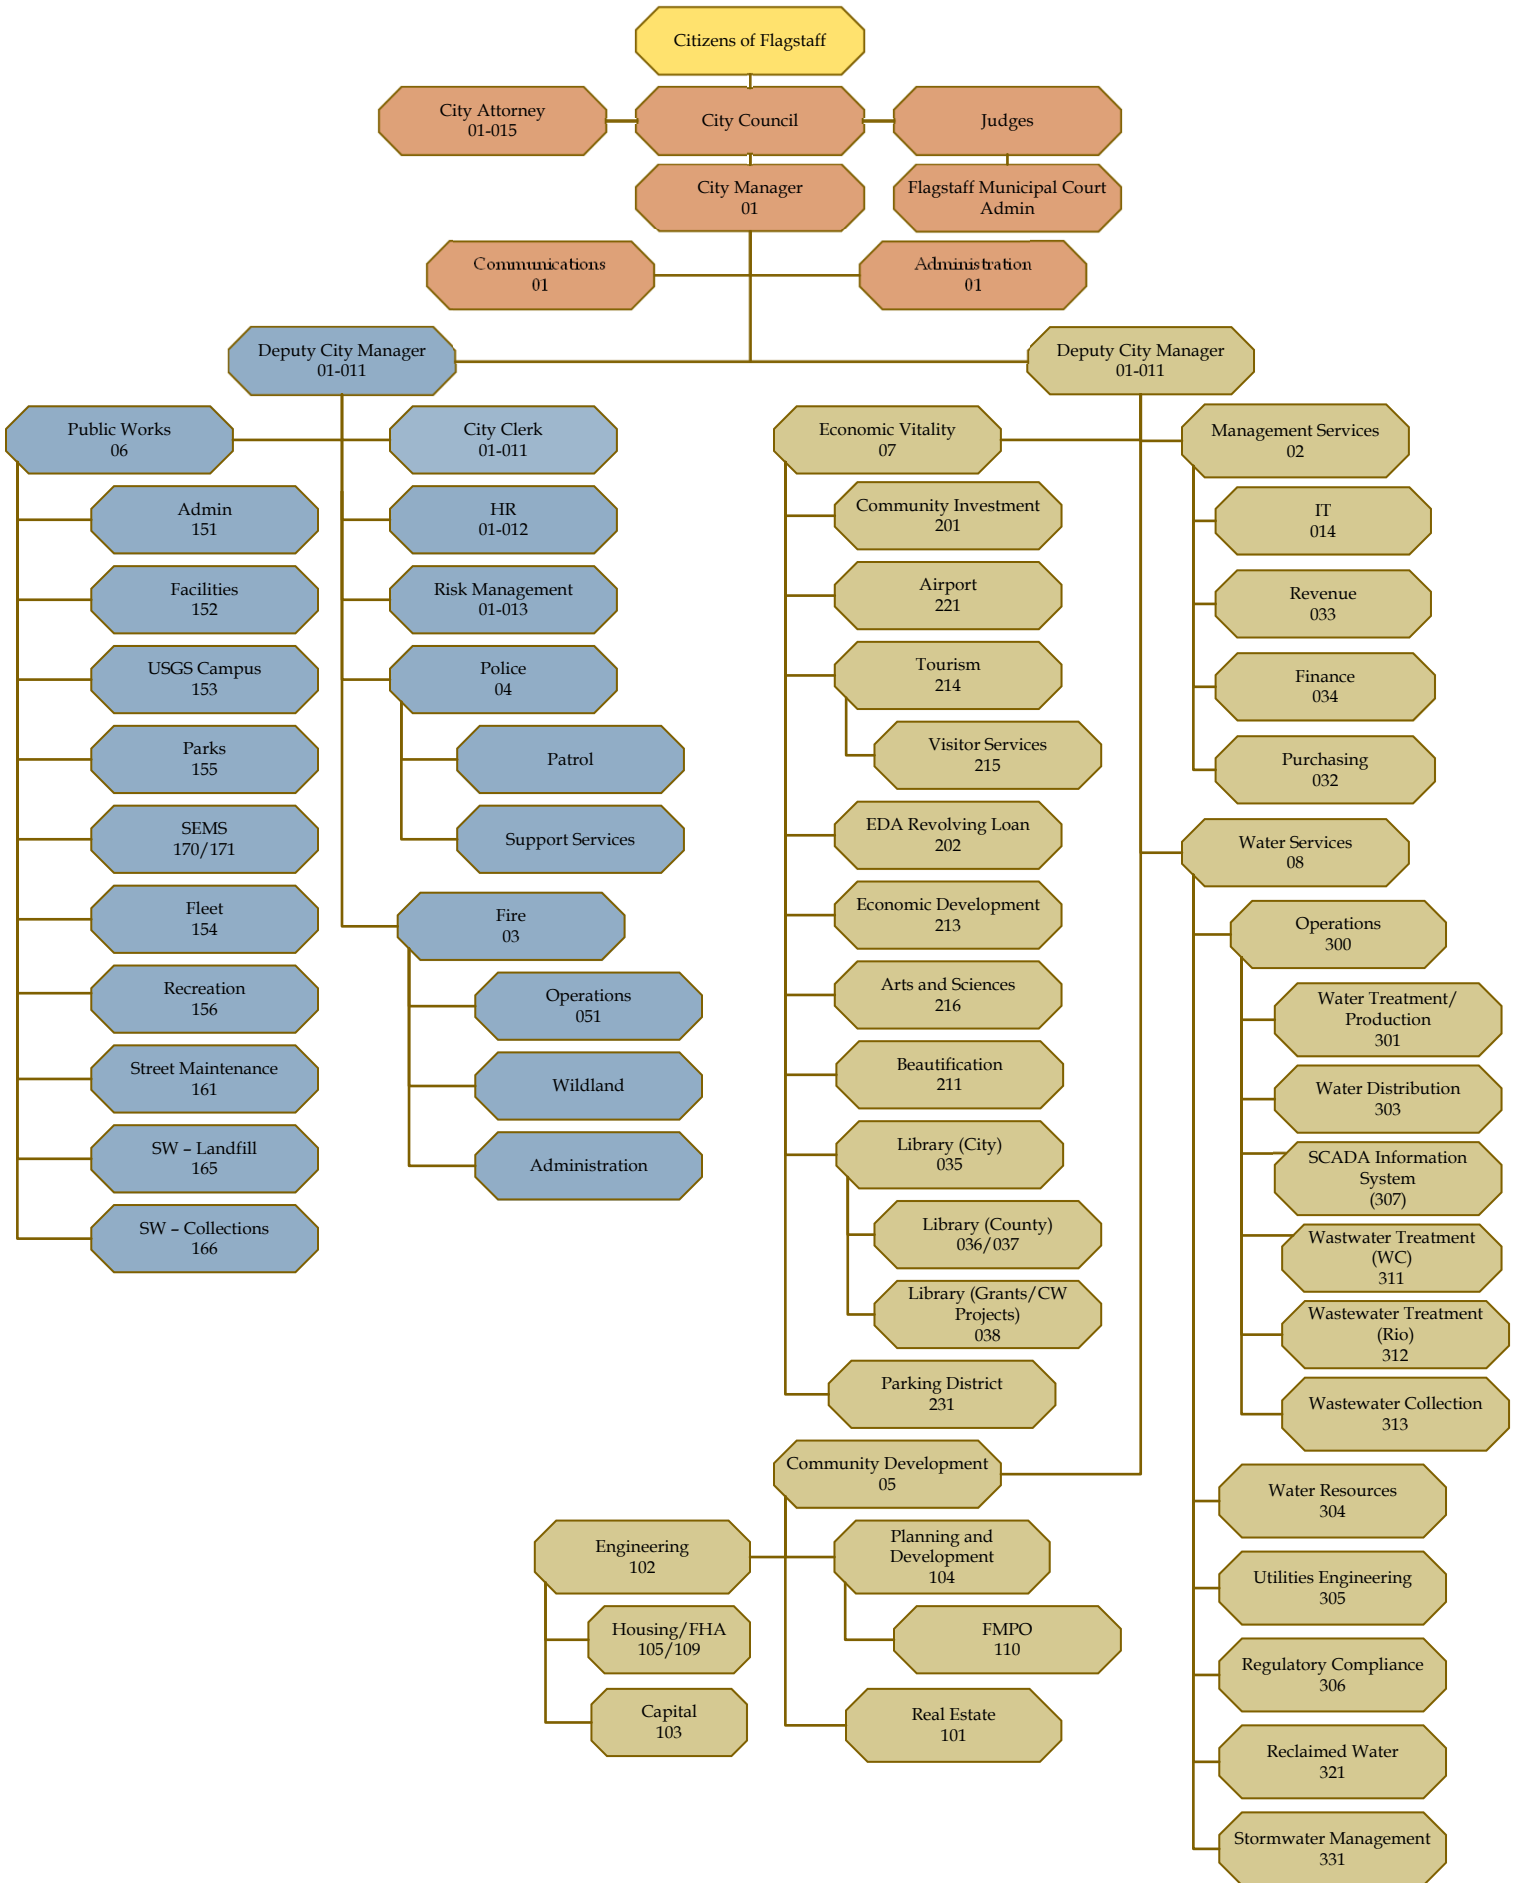 Citizens of Flagstaff
City Attorney
01-015
City Council
Judges
City Manager
01
Flagstaff Municipal Court
Admin
Communications
01
Administration
01
Deputy City Manager
01-011
Deputy City Manager
01-011
Public Works
06
City Clerk
01-011
Admin
151
HR
01-012
Facilities
152
Risk Management
01-013
USGS Campus
153
Police
04
Parks
155
Patrol
SEMS
170/171
Support Services
Fleet
154
Fire
03
Recreation
156
Operations
051
Street Maintenance
161
Wildland
SW – Landfill
165
Administration
SW – Collections
166
Economic Vitality
07
Community Investment
201
Airport
221
Tourism
214
Visitor Services
215
EDA Revolving Loan
202
Economic Development
213
Arts and Sciences
216
Beautification
211
Library (City)
035
Library (County)
036/037
Library (Grants/CW
Projects)
038
Parking District
231
Community Development
05
Engineering
102
Planning and
Development
104
Housing/FHA
105/109
FMPO
110
Capital
103
Real Estate
101
Management Services
02
IT
014
Revenue
033
Finance
034
Purchasing
032
Water Services
08
Operations
300
Water Treatment/
Production
301
Water Distribution
303
SCADA Information
System
(307)
Wastwater Treatment
(WC)
311
Wastewater Treatment
(Rio)
312
Wastewater Collection
313
Water Resources
304
Utilities Engineering
305
Regulatory Compliance
306
Reclaimed Water
321
Stormwater Management
331